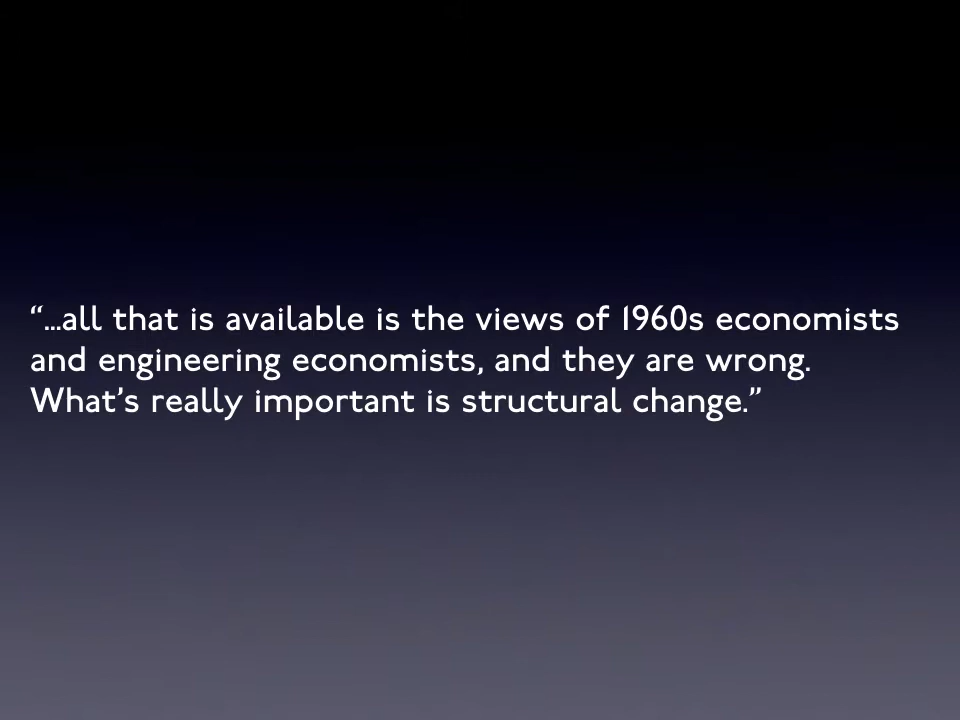 “...all that is available is the views of 1960s economists
and engineering economists, and they are wrong.
What’s really important is structural change.”